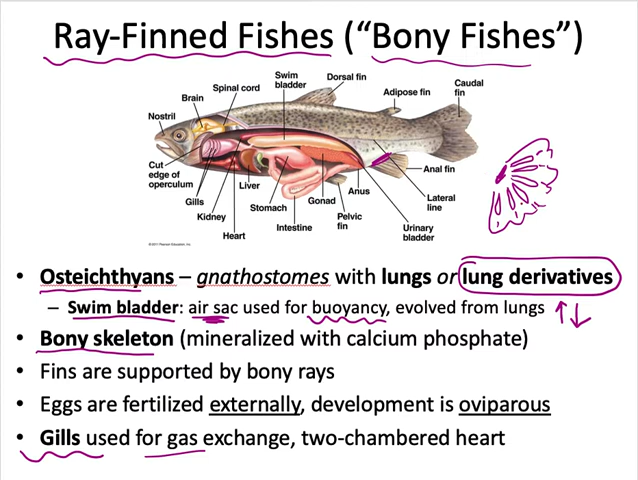 Ray-Finned Fishes (“Bony Fishes”)
Swim
bladder
Dorsal fin
Adipose fin
Caudal
fin
Spinal cord
Brain
Nostril
Cut
edge of
operculum
Gills
Kidney
Heart
Liver
Stomach
Intestine
Gonad
Pelvic
fin
Anus
Urinary
bladder
Lateral
line
Anal fin
©2011 Pearson Education, Inc.
• Osteichthyans – gnathostomes with lungs or lung derivatives
– Swim bladder: air sac used for buoyancy, evolved from lungs
• Bony skeleton (mineralized with calcium phosphate)
• Fins are supported by bony rays
• Eggs are fertilized externally, development is oviparous
• Gills used for gas exchange, two-chambered heart